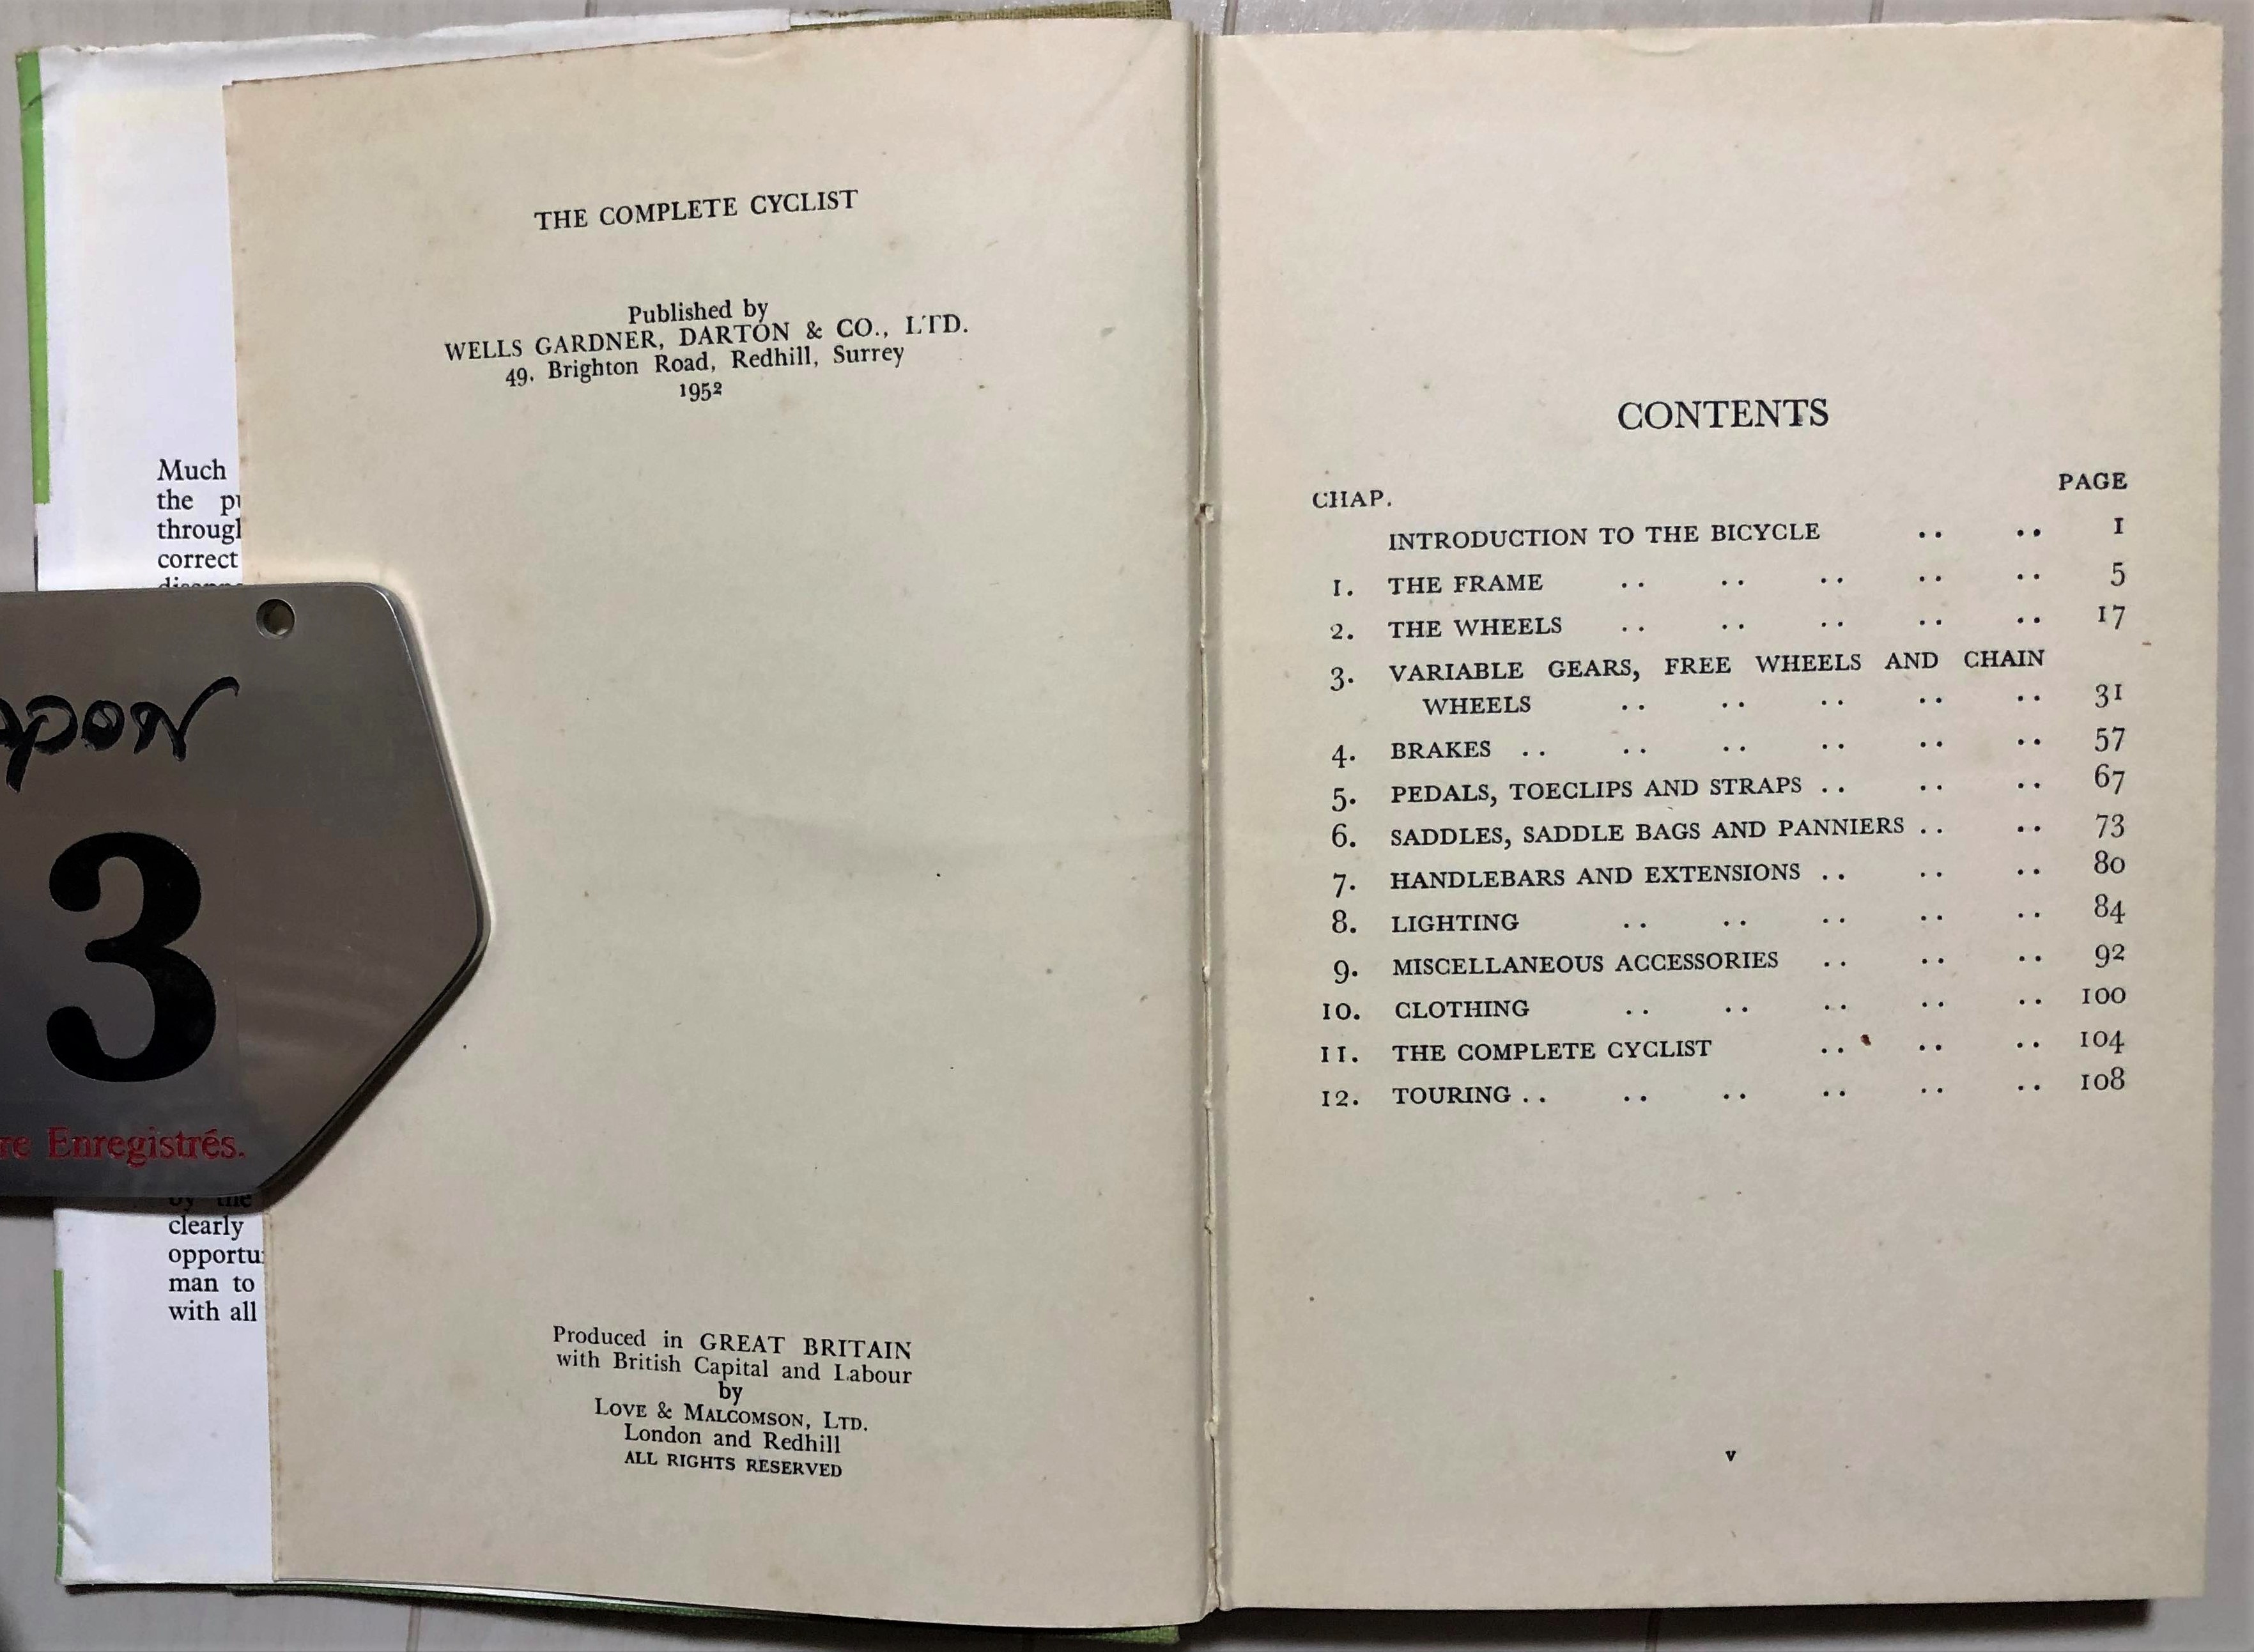 Much
the
through
correct
pon
3
re Enregistrés.
by the
clearly
man to
with all
THE COMPLETE CYCLIST
Published by
WELLS GARDNER, DARTON & CO., LTD.
49, Brighton Road, Redhill, Surrey
1952
Produced in GREAT BRITAIN
with British Capital and Labour
by
LOVE & MALCOMSON, LTD.
London and Redhill
ALL RIGHTS RESERVED
CONTENTS
CHAP. PAGE
INTRODUCTION TO THE BICYCLE .. .. 1
1. THE FRAME .. .. .. .. .. 5
2. THE WHEELS .. .. .. .. .. 17
3. VARIABLE GEARS, FREE WHEELS AND CHAIN
WHEELS .. .. .. .. .. 31
4. BRAKES .. .. .. .. .. .. 57
5. PEDALS, TOECLIPS AND STRAPS .. .. .. 67
6. SADDLES, SADDLE BAGS AND PANNIERS .. .. 73
7. HANDLEBARS AND EXTENSIONS .. .. .. 80
8. LIGHTING .. .. .. .. .. 84
9. MISCELLANEOUS ACCESSORIES .. .. .. 92
10. CLOTHING .. .. .. .. .. 100
11. THE COMPLETE CYCLIST .. .. .. 104
12. TOURING .. .. .. .. .. .. 108
v